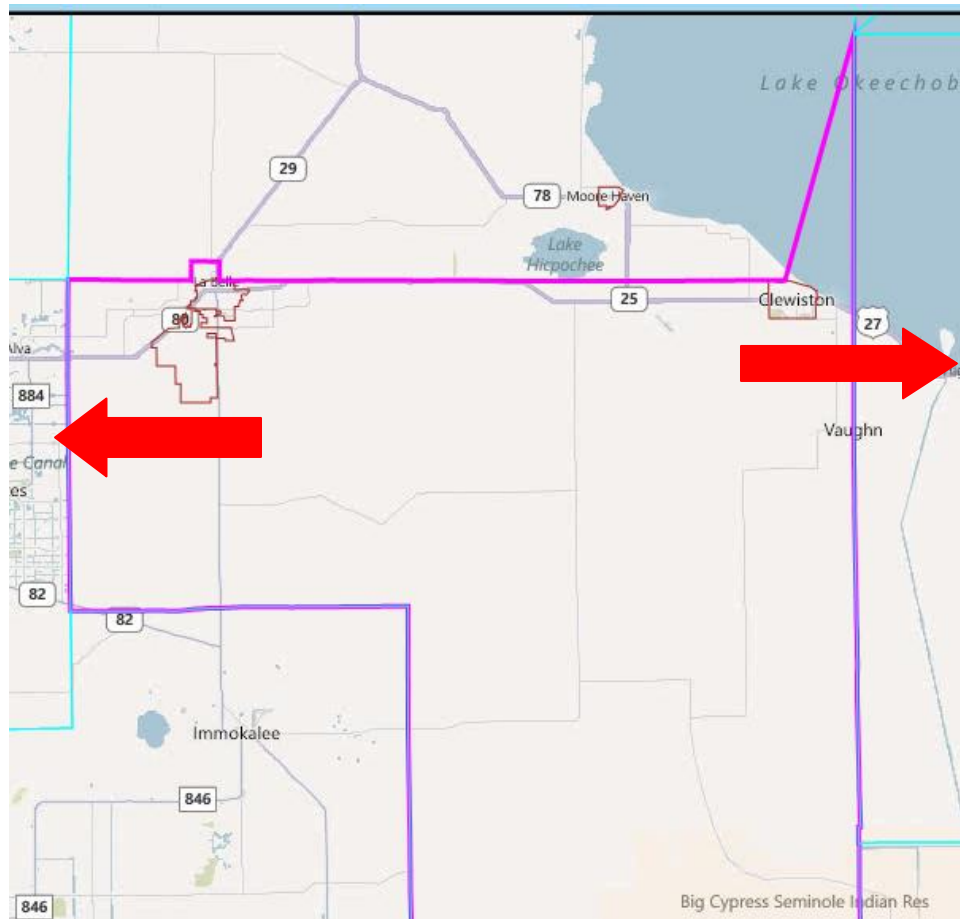 Lake Okeechob
29
78
Moore Haven
Lake
Hicpochee
La Belle
25
Clewiston
80
27
Alva
884
Vaughn
e Canal
es
82
82
Immokalee
846
846
Big Cypress Seminole Indian Res